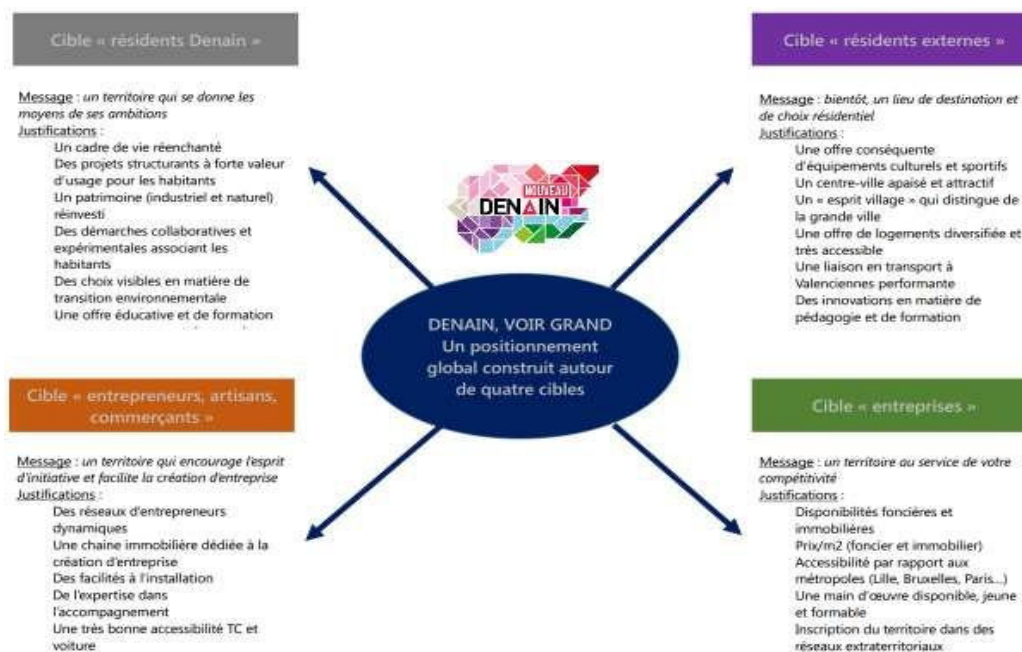 Cible « résidents Denain »
Message : un territoire qui se donne les
moyens de ses ambitions
Justifications :
Un cadre de vie réenchanté
Des projets structurants à forte valeur
d'usage pour les habitants
Un patrimoine (industriel et naturel)
réinvesti
Des démarches collaboratives et
expérimentales associant les
habitants
Des choix visibles en matière de
transition environnementale
Une offre éducative et de formation
Cible « résidents externes »
Message : bientôt, un lieu de destination et
de choix résidentiel
Justifications :
Une offre conséquente
d'équipements culturels et sportifs
Un centre-ville apaisé et attractif
Un « esprit village » qui distingue de
la grande ville
Une offre de logements diversifiée et
très accessible
Une liaison en transport à
Valenciennes performante
Des innovations en matière de
pédagogie et de formation
NOUVEAU
DENAIN
DENAIN, VOIR GRAND
Un positionnement
global construit autour
de quatre cibles
Cible « entrepreneurs, artisans,
commerçants »
Message : un territoire qui encourage l'esprit
d'initiative et facilite la création d'entreprise
Justifications :
Des réseaux d'entrepreneurs
dynamiques
Une chaine immobilière dédiée à la
création d'entreprise
Des facilités à l'installation
De l'expertise dans
l'accompagnement
Une très bonne accessibilité TC et
voiture
Cible « entreprises »
Message : un territoire au service de votre
compétitivité
Justifications :
Disponibilités foncières et
immobilières
Prix/m2 (foncier et immobilier)
Accessibilité par rapport aux
métropoles (Lille, Bruxelles, Paris...)
Une main d'œuvre disponible, jeune
et formable
Inscription du territoire dans des
réseaux extraterritoriaux